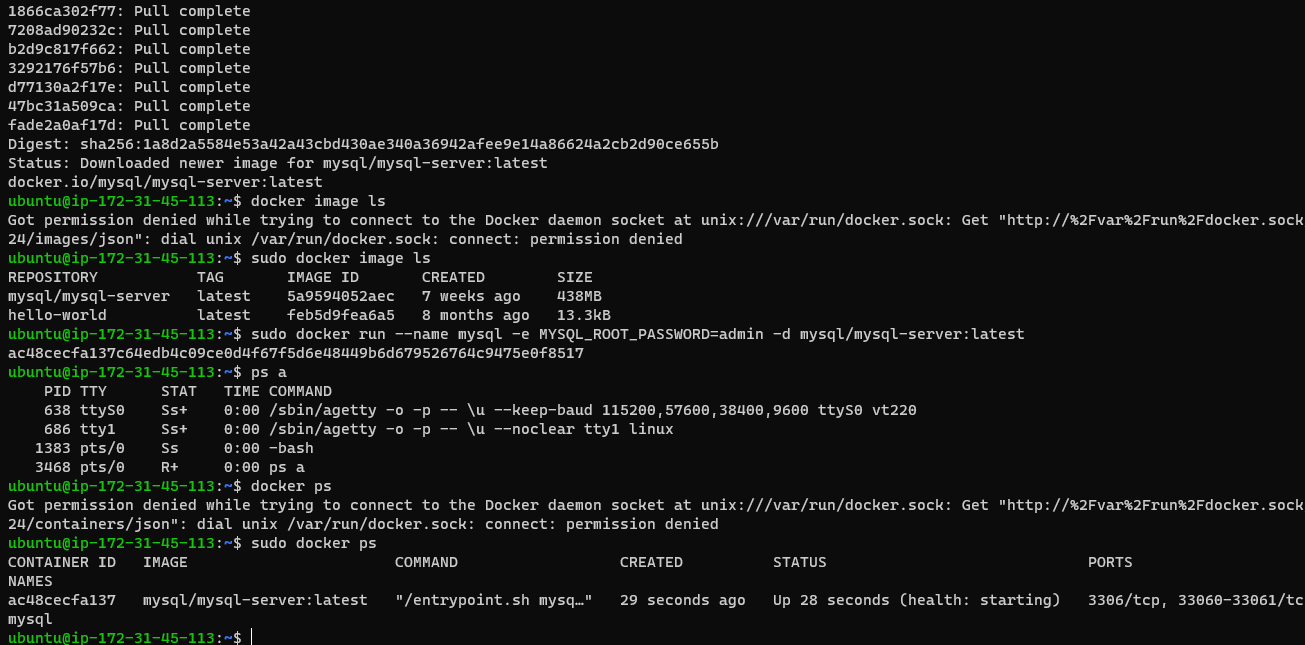 1866ca302f77: Pull complete
7208ad90232c: Pull complete
b2d9c817f662: Pull complete
3292176f57b6: Pull complete
d77130a2f17e: Pull complete
47bc31a509ca: Pull complete
fade2a0af17d: Pull complete
Digest: sha256:1a8d2a5584e53a42a43cbd430ae340a36942afee9e14a86624a2cb2d90ce655b
Status: Downloaded newer image for mysql/mysql-server:latest
docker.io/mysql/mysql-server:latest
ubuntu@ip-172-31-45-113:~$ docker image ls
Got permission denied while trying to connect to the Docker daemon socket at unix:///var/run/docker.sock: Get "http://%2Fvar%2Frun%2Fdocker.sock
24/images/json": dial unix /var/run/docker.sock: connect: permission denied
ubuntu@ip-172-31-45-113:~$ sudo docker image ls
REPOSITORY           TAG       IMAGE ID       CREATED        SIZE
mysql/mysql-server   latest    5a9594052aec   7 weeks ago    438MB
hello-world          latest    feb5d9fea6a5   8 months ago   13.3kB
ubuntu@ip-172-31-45-113:~$ sudo docker run --name mysql -e MYSQL_ROOT_PASSWORD=admin -d mysql/mysql-server:latest
ac48cecfa137c64edb4c09ce0d4f67f5d6e48449b6d679526764c9475e0f8517
ubuntu@ip-172-31-45-113:~$ ps a
    PID TTY      STAT   TIME COMMAND
    638 ttyS0    Ss+    0:00 /sbin/agetty -o -p -- \u --keep-baud 115200,57600,38400,9600 ttyS0 vt220
    686 tty1     Ss+    0:00 /sbin/agetty -o -p -- \u --noclear tty1 linux
   1383 pts/0    Ss     0:00 -bash
   3468 pts/0    R+     0:00 ps a
ubuntu@ip-172-31-45-113:~$ docker ps
Got permission denied while trying to connect to the Docker daemon socket at unix:///var/run/docker.sock: Get "http://%2Fvar%2Frun%2Fdocker.sock
24/containers/json": dial unix /var/run/docker.sock: connect: permission denied
ubuntu@ip-172-31-45-113:~$ sudo docker ps
CONTAINER ID   IMAGE                       COMMAND                  CREATED          STATUS                             PORTS
NAMES
ac48cecfa137   mysql/mysql-server:latest   "/entrypoint.sh mysq…"   29 seconds ago   Up 28 seconds (health: starting)   3306/tcp, 33060-33061/tc
mysql
ubuntu@ip-172-31-45-113:~$